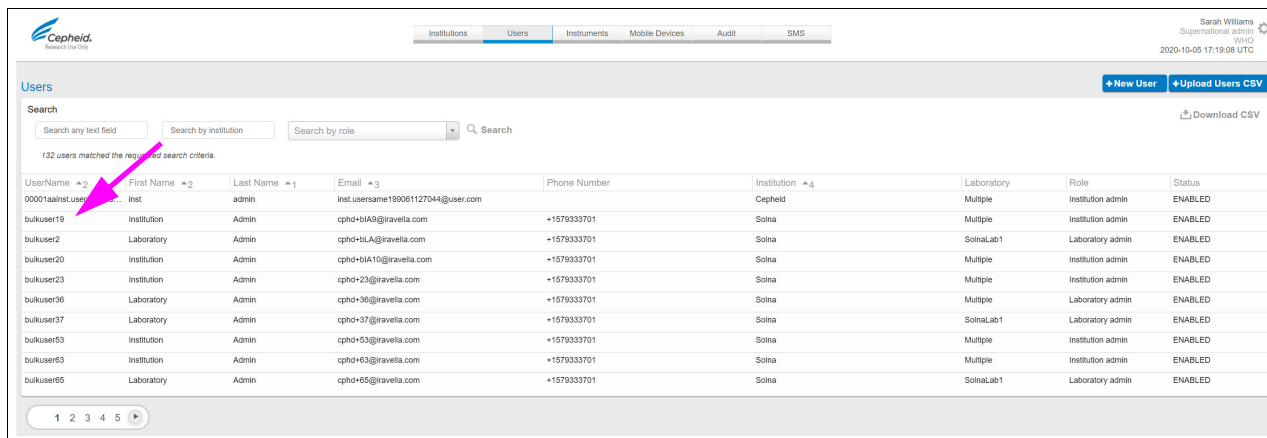 Cepheid.
Research Use Only
Institutions Users Instruments Mobile Devices Audit SMS
Sarah Williams
Supernational admin
WHO
2020-10-05 17:19:08 UTC
Users
+New User +Upload Users CSV
Search
Search any text field Search by institution Search by role Search
Download CSV
132 users matched the requested search criteria.
UserName 2 First Name 2 Last Name 1 Email 3 Phone Number Institution 4 Laboratory Role Status
inst admin inst.usersame199061127044@user.com Cepheid Multiple Institution admin ENABLED
bulkuser19 Institution Admin cphd+bIA9@iravella.com +1579333701 Solna Multiple Institution admin ENABLED
bulkuser2 Laboratory Admin cphd+bLA@iravella.com +1579333701 Solna SolnaLab1 Laboratory admin ENABLED
bulkuser20 Institution Admin cphd+bIA10@iravella.com +1579333701 Solna Multiple Institution admin ENABLED
bulkuser23 Institution Admin cphd+23@iravella.com +1579333701 Solna Multiple Institution admin ENABLED
bulkuser36 Laboratory Admin cphd+36@iravella.com +1579333701 Solna Multiple Laboratory admin ENABLED
bulkuser37 Laboratory Admin cphd+37@iravella.com +1579333701 Solna SolnaLab1 Laboratory admin ENABLED
bulkuser53 Institution Admin cphd+53@iravella.com +1579333701 Solna Multiple Institution admin ENABLED
bulkuser63 Institution Admin cphd+63@iravella.com +1579333701 Solna Multiple Institution admin ENABLED
bulkuser65 Laboratory Admin cphd+65@iravella.com +1579333701 Solna SolnaLab1 Laboratory admin ENABLED
1 2 3 4 5